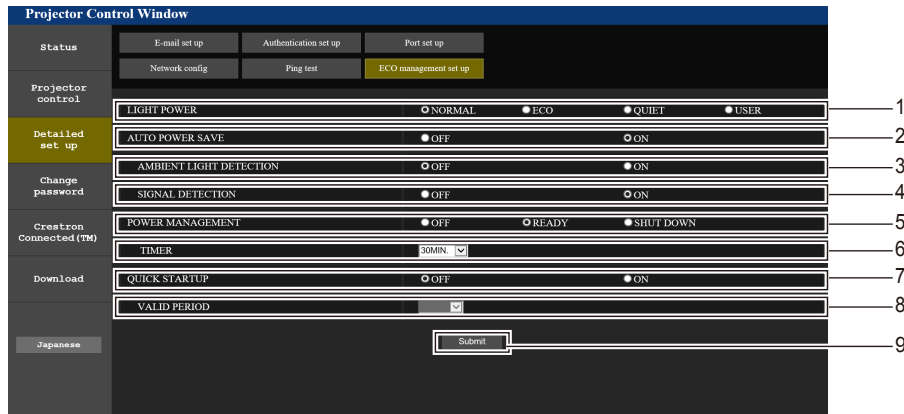 Projector Control Window
Status
E-mail set up
Authentication set up
Port set up
Network config
Ping test
ECO management set up
Projector
control
Detailed
set up
Change
password
Crestron
Connected(TM)
Download
Japanese
LIGHT POWER NORMAL ECO QUIET USER 1
AUTO POWER SAVE OFF ON 2
AMBIENT LIGHT DETECTION OFF ON 3
SIGNAL DETECTION OFF ON 4
POWER MANAGEMENT OFF READY SHUT DOWN 5
TIMER 30MIN. 6
QUICK STARTUP OFF ON 7
VALID PERIOD 8
Submit 9